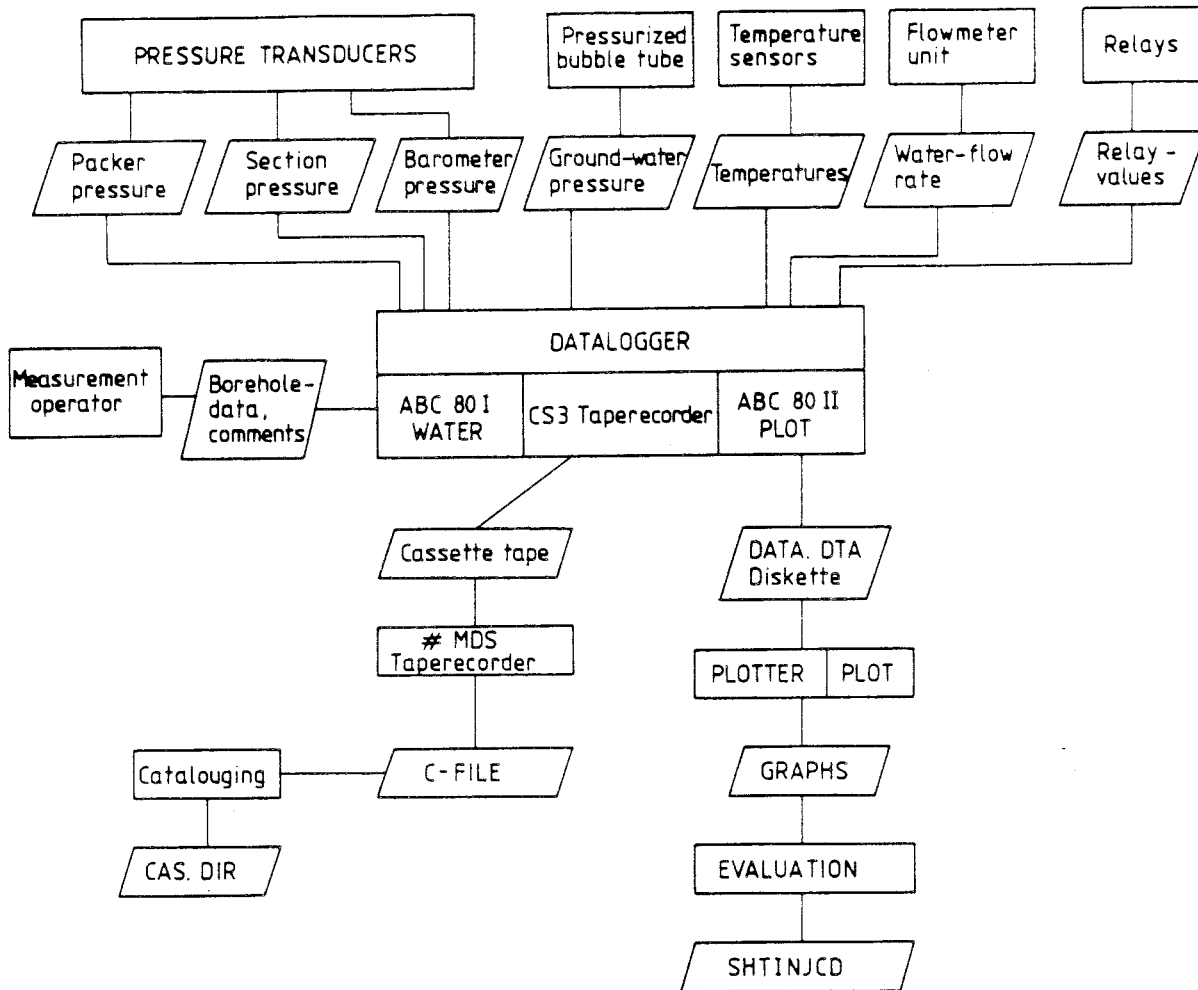 PRESSURE TRANSDUCERS
Pressurized
bubble tube
Temperature
sensors
Flowmeter
unit
Relays
Packer
pressure
Section
pressure
Barometer
pressure
Ground-water
pressure
Temperatures
Water-flow
rate
Relay-
values
DATALOGGER
Measurement
operator
Borehole-
data,
comments
ABC 80 I
WATER
CS3 Taperecorder
ABC 80 II
PLOT
Cassette tape
DATA. DTA
Diskette
# MDS
Taperecorder
PLOTTER
PLOT
Catalouging
C-FILE
GRAPHS
CAS. DIR
EVALUATION
SHTINJCD